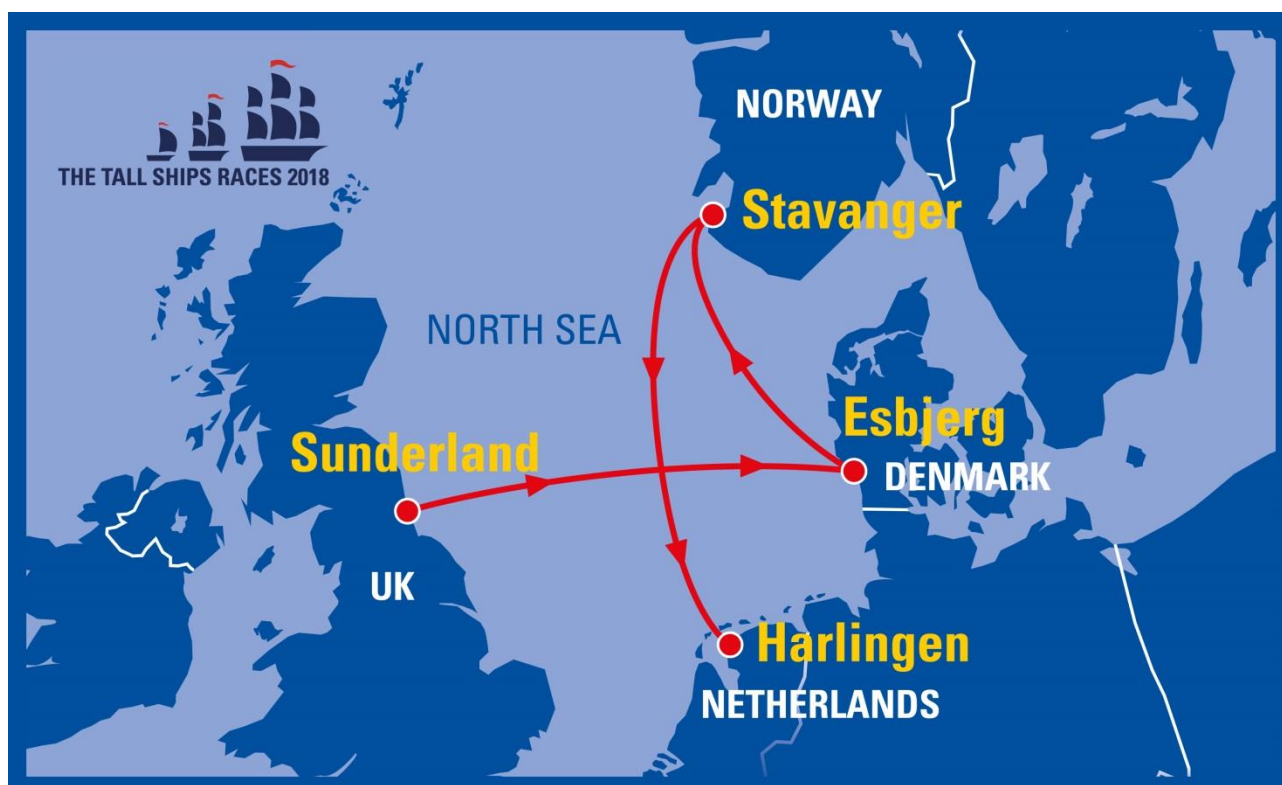 NORWAY
THE TALL SHIPS RACES 2018
Stavanger
NORTH SEA
Esbjerg
Sunderland
DENMARK
UK
Harlingen
NETHERLANDS